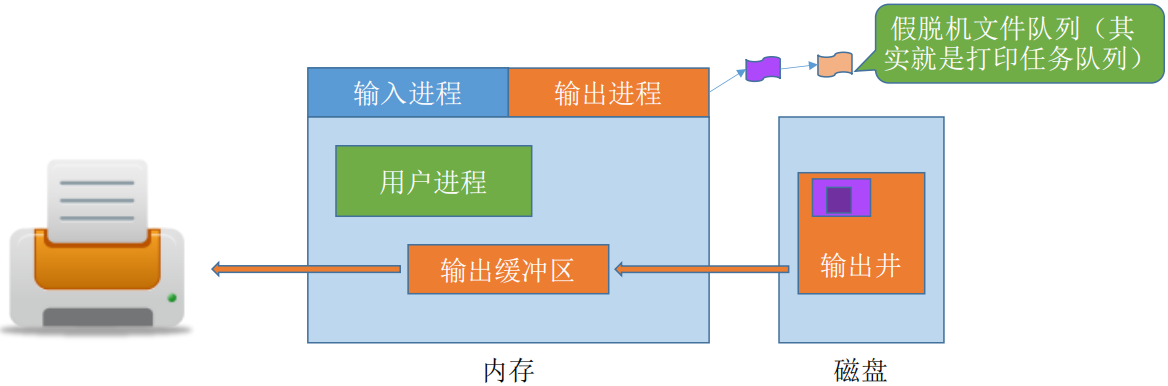 假脱机文件队列（其
实就是打印任务队列）
输入进程
输出进程
用户进程
输出缓冲区
输出井
内存
磁盘